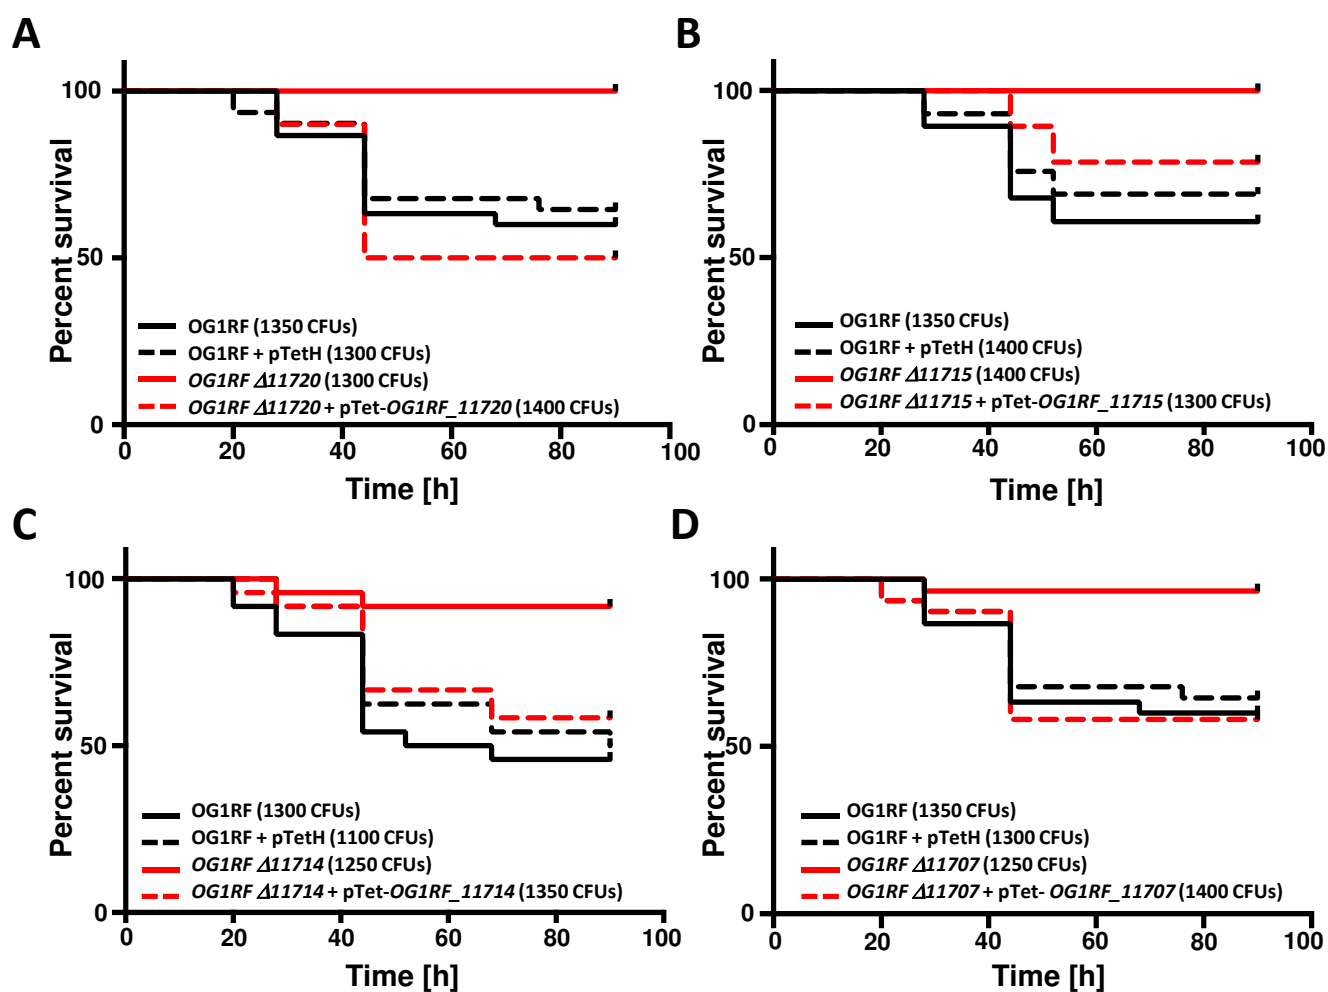 A
Percent survival
100
50
0
OG1RF (1350 CFUs)
OG1RF + pTetH (1300 CFUs)
OG1RF Δ11720 (1300 CFUs)
OG1RF Δ11720 + pTet-OG1RF_11720 (1400 CFUs)
0 20 40 60 80 100
Time [h]
B
Percent survival
100
50
0
OG1RF (1350 CFUs)
OG1RF + pTetH (1400 CFUs)
OG1RF Δ11715 (1400 CFUs)
OG1RF Δ11715 + pTet-OG1RF_11715 (1300 CFUs)
0 20 40 60 80 100
Time [h]
C
Percent survival
100
50
0
OG1RF (1300 CFUs)
OG1RF + pTetH (1100 CFUs)
OG1RF Δ11714 (1250 CFUs)
OG1RF Δ11714 + pTet-OG1RF_11714 (1350 CFUs)
0 20 40 60 80 100
Time [h]
D
Percent survival
100
50
0
OG1RF (1350 CFUs)
OG1RF + pTetH (1300 CFUs)
OG1RF Δ11707 (1250 CFUs)
OG1RF Δ11707 + pTet- OG1RF_11707 (1400 CFUs)
0 20 40 60 80 100
Time [h]